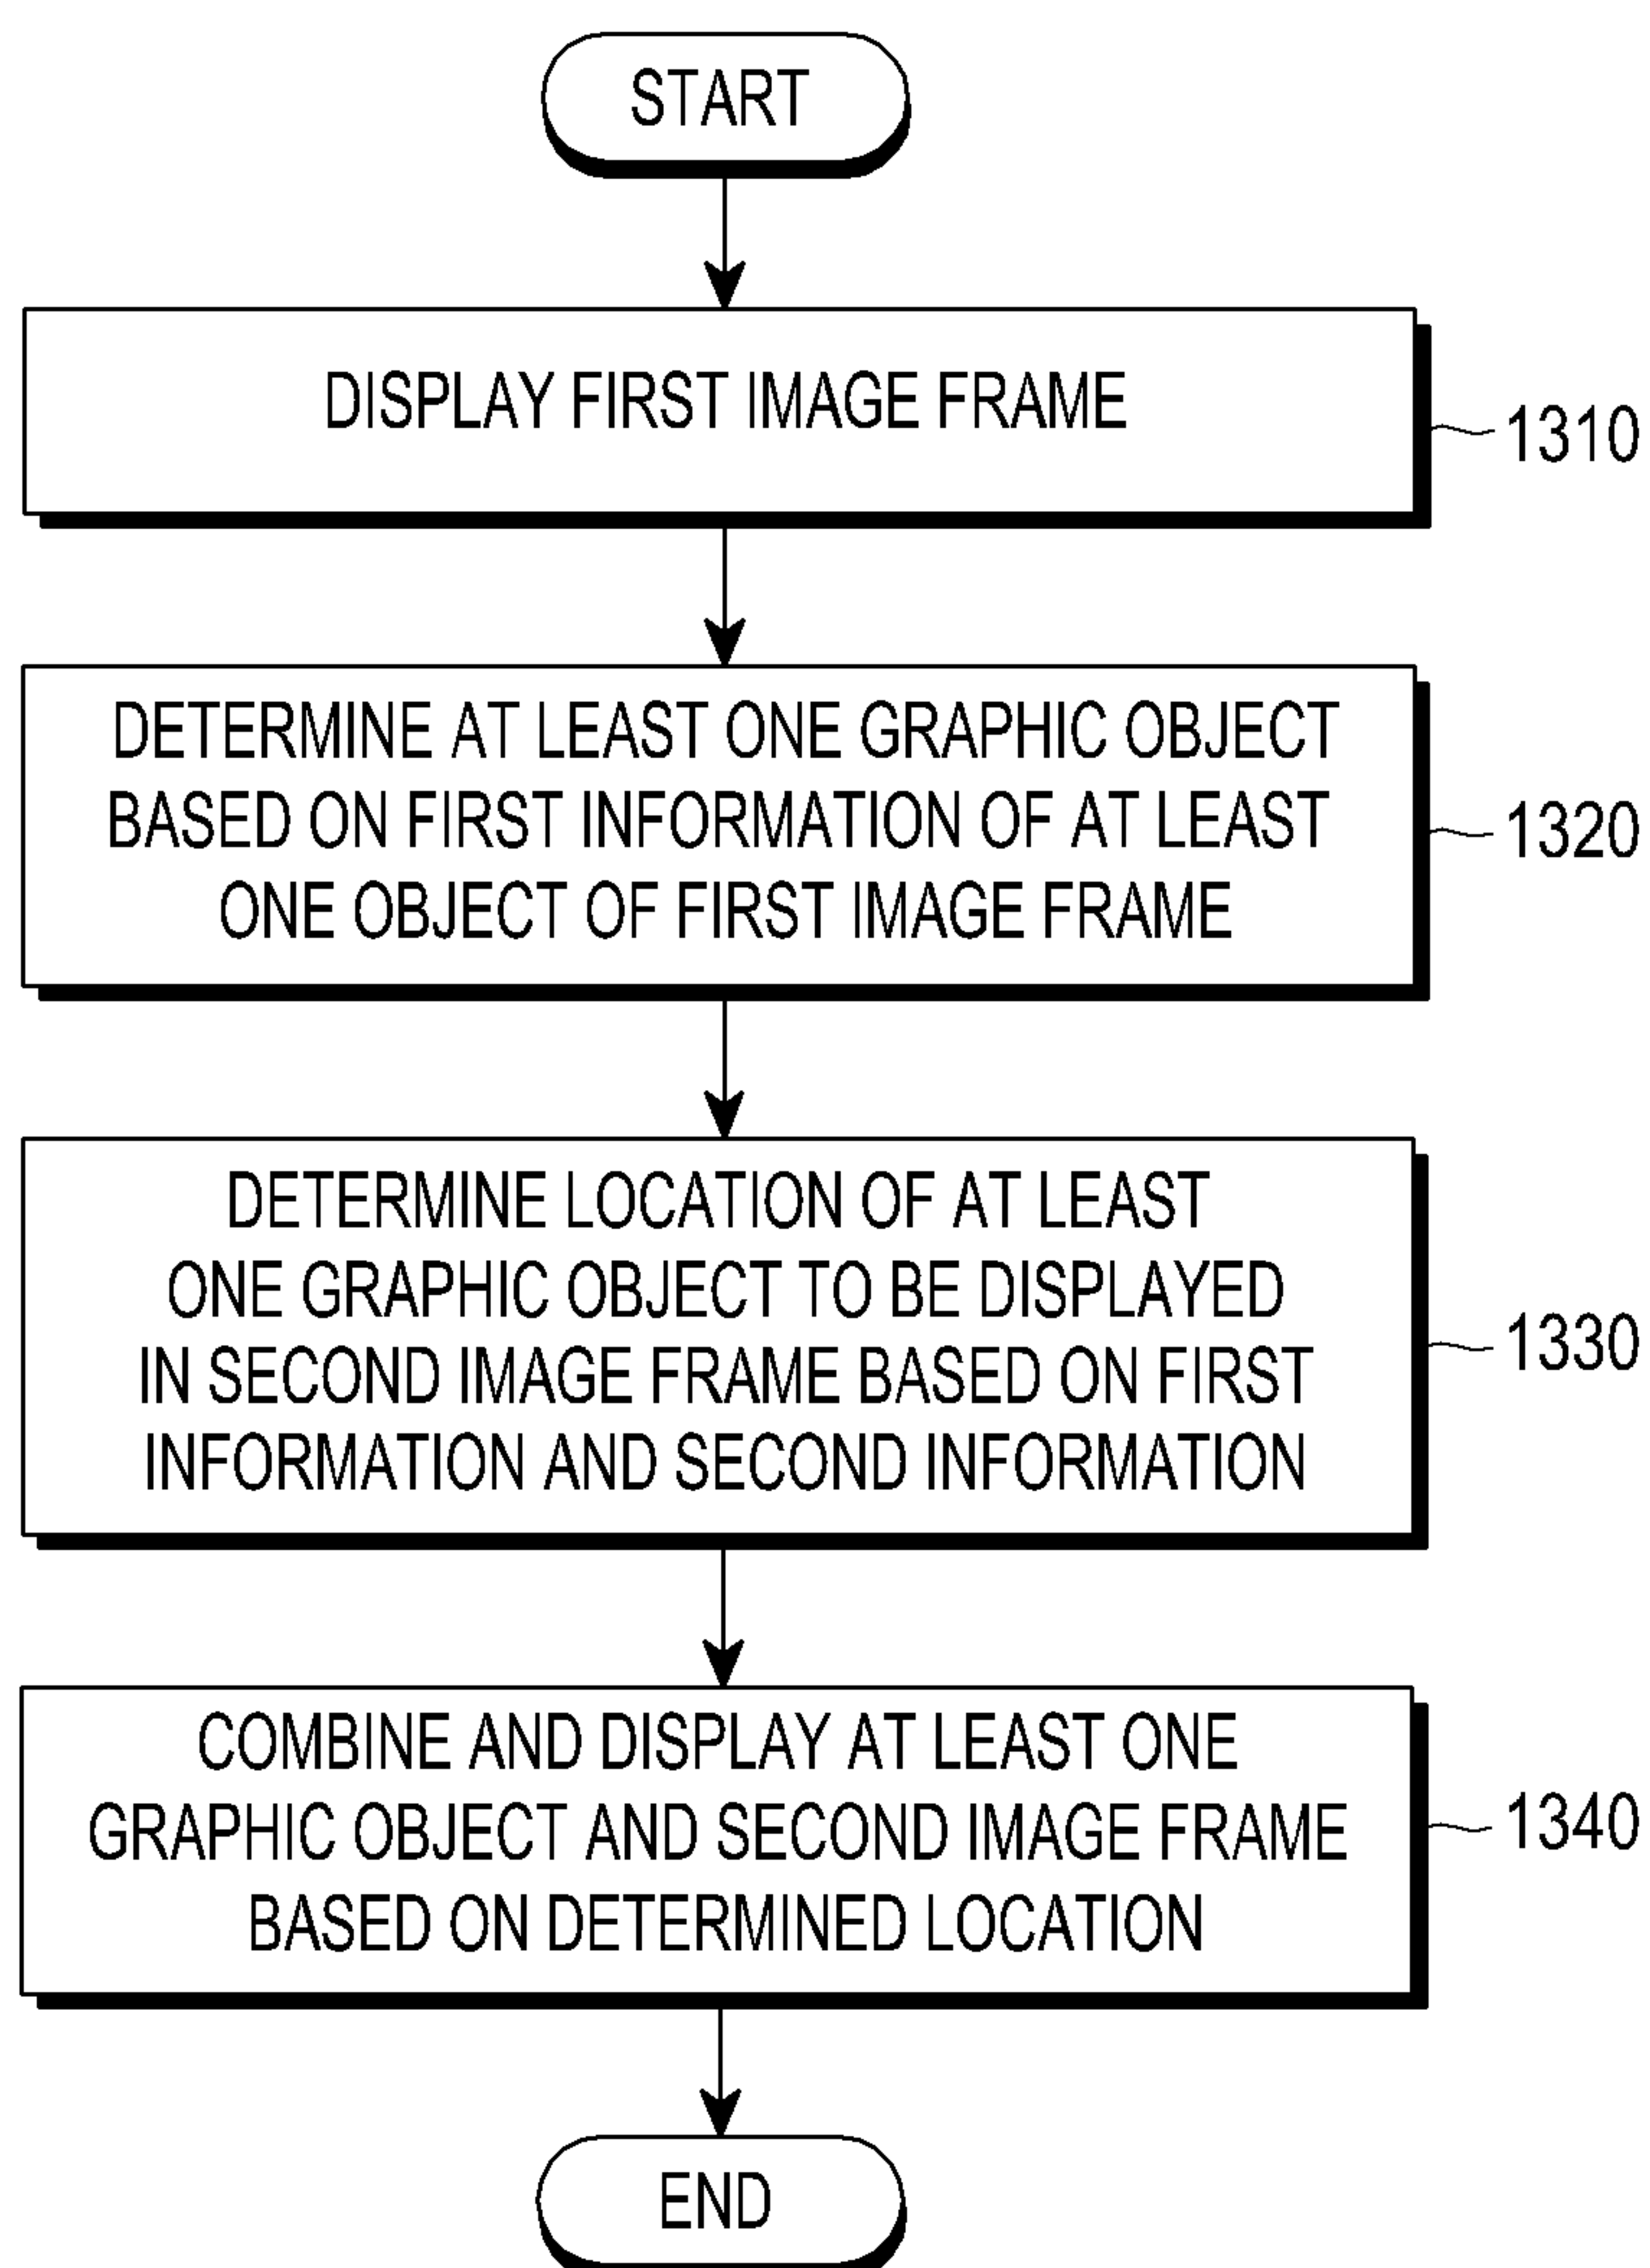 START
DISPLAY FIRST IMAGE FRAME
1310
DETERMINE AT LEAST ONE GRAPHIC OBJECT
BASED ON FIRST INFORMATION OF AT LEAST
ONE OBJECT OF FIRST IMAGE FRAME
1320
DETERMINE LOCATION OF AT LEAST
ONE GRAPHIC OBJECT TO BE DISPLAYED
IN SECOND IMAGE FRAME BASED ON FIRST
INFORMATION AND SECOND INFORMATION
1330
COMBINE AND DISPLAY AT LEAST ONE
GRAPHIC OBJECT AND SECOND IMAGE FRAME
BASED ON DETERMINED LOCATION
1340
END